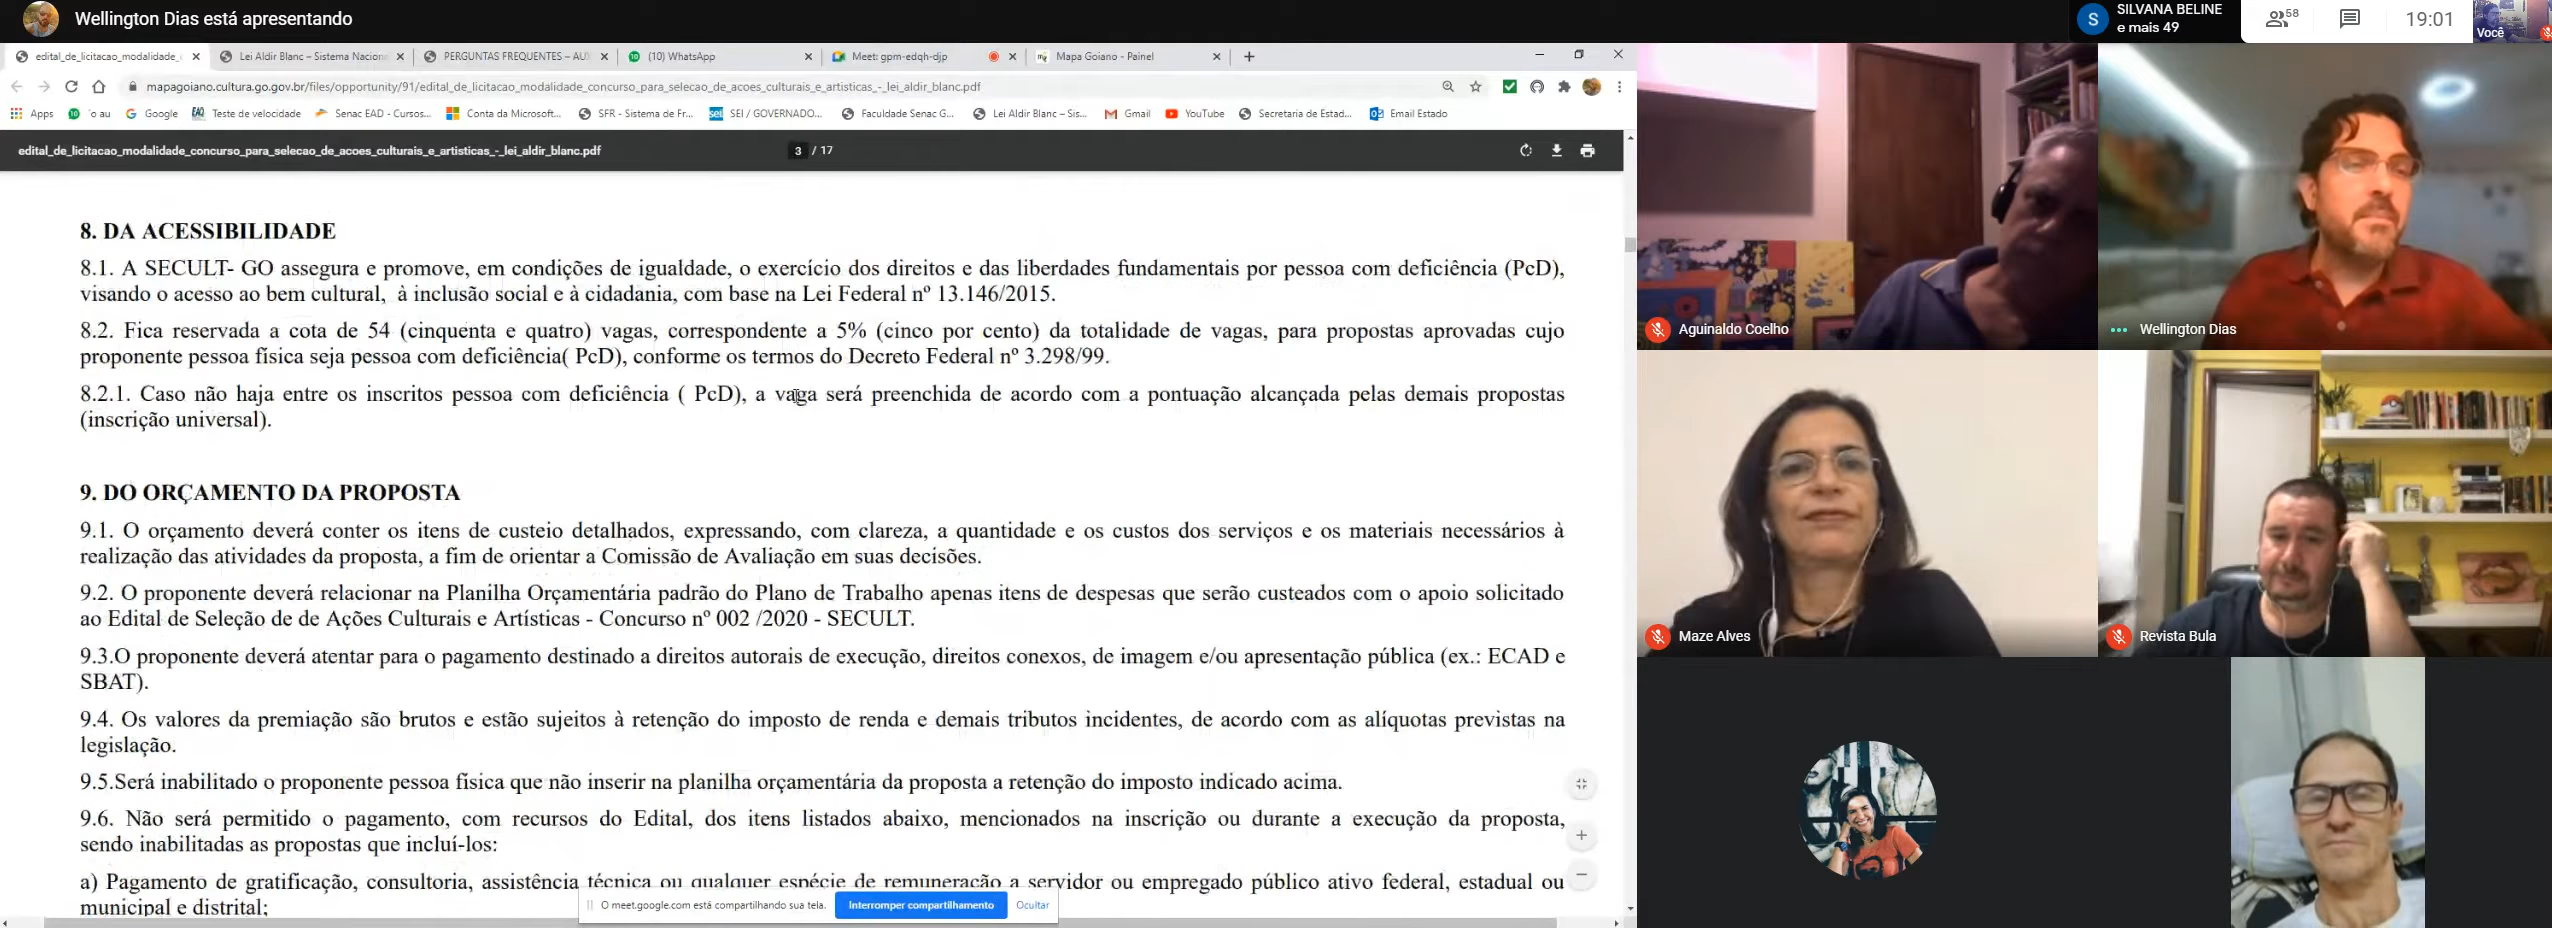 Wellington Dias está apresentando
SILVANA BELINE
e mais 49
58
19:01
Você
S
edital_de_licitacao_modalidade_
Lei Aldir Blanc – Sistema Nacion
PERGUNTAS FREQUENTES – AU
(10) WhatsApp
Meet: gpm-edqh-djp
Mapa Goiano - Painel
mapagoiano.cultura.go.gov.br/files/opportunity/91/edital_de_licitacao_modalidade_concurso_para_selecao_de_acoes_culturais_e_artisticas_-_lei_aldir_blanc.pdf
Apps
o au
Google
Teste de velocidade
Senac EAD - Cursos...
Conta da Microsoft...
SFR - Sistema de Fr...
SEI / GOVERNADO...
Faculdade Senac G...
Lei Aldir Blanc – Sis...
Gmail
YouTube
Secretaria de Estad...
Email Estado
edital_de_licitacao_modalidade_concurso_para_selecao_de_acoes_culturais_e_artisticas_-_lei_aldir_blanc.pdf
3 / 17
8. DA ACESSIBILIDADE
8.1. A SECULT- GO assegura e promove, em condições de igualdade, o exercício dos direitos e das liberdades fundamentais por pessoa com deficiência (PcD),
visando o acesso ao bem cultural, à inclusão social e à cidadania, com base na Lei Federal nº 13.146/2015.
8.2. Fica reservada a cota de 54 (cinquenta e quatro) vagas, correspondente a 5% (cinco por cento) da totalidade de vagas, para propostas aprovadas cujo
proponente pessoa física seja pessoa com deficiência( PcD), conforme os termos do Decreto Federal nº 3.298/99.
8.2.1. Caso não haja entre os inscritos pessoa com deficiência ( PcD), a vaga será preenchida de acordo com a pontuação alcançada pelas demais propostas
(inscrição universal).
9. DO ORÇAMENTO DA PROPOSTA
9.1. O orçamento deverá conter os itens de custeio detalhados, expressando, com clareza, a quantidade e os custos dos serviços e os materiais necessários à
realização das atividades da proposta, a fim de orientar a Comissão de Avaliação em suas decisões.
9.2. O proponente deverá relacionar na Planilha Orçamentária padrão do Plano de Trabalho apenas itens de despesas que serão custeados com o apoio solicitado
ao Edital de Seleção de de Ações Culturais e Artísticas - Concurso nº 002 /2020 - SECULT.
9.3.O proponente deverá atentar para o pagamento destinado a direitos autorais de execução, direitos conexos, de imagem e/ou apresentação pública (ex.: ECAD e
SBAT).
9.4. Os valores da premiação são brutos e estão sujeitos à retenção do imposto de renda e demais tributos incidentes, de acordo com as alíquotas previstas na
legislação.
9.5.Será inabilitado o proponente pessoa física que não inserir na planilha orçamentária da proposta a retenção do imposto indicado acima.
9.6. Não será permitido o pagamento, com recursos do Edital, dos itens listados abaixo, mencionados na inscrição ou durante a execução da proposta,
sendo inabilitadas as propostas que incluí-los:
a) Pagamento de gratificação, consultoria, assistência técnica ou qualquer espécie de remuneração a servidor ou empregado público ativo federal, estadual ou
municipal e distrital;
O meet.google.com está compartilhando sua tela.
Interromper compartilhamento
Ocultar
Aguinaldo Coelho
Wellington Dias
Maze Alves
Revista Bula